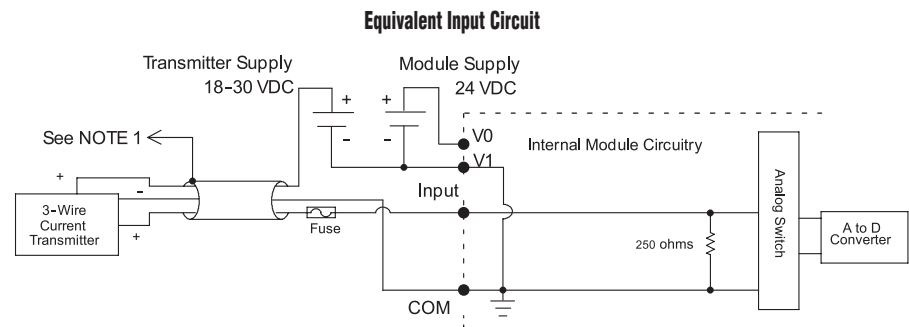 Equivalent Input Circuit
Transmitter Supply
18-30 VDC
Module Supply
24 VDC
+
+
-
-
See NOTE 1
V0
V1
Internal Module Circuitry
+
-
+
3-Wire
Current
Transmitter
Input
Fuse
250 ohms
Analog Switch
A to D
Converter
COM